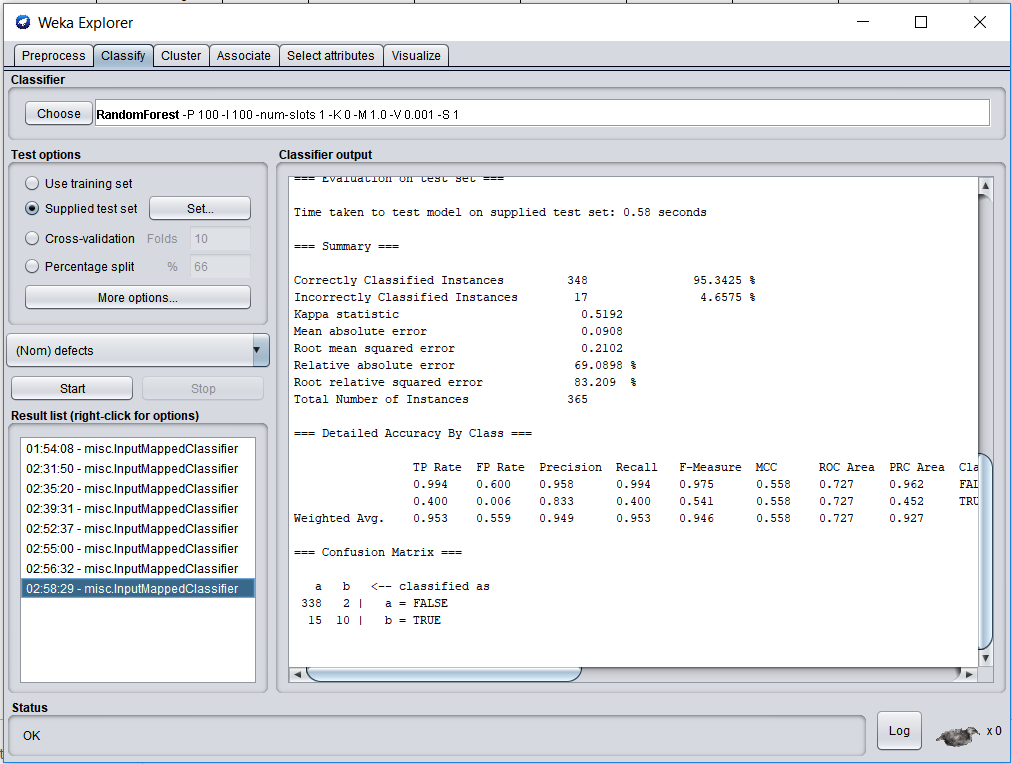 Weka Explorer
Preprocess Classify Cluster Associate Select attributes Visualize
Classifier
Choose RandomForest -P 100 -I 100 -num-slots 1 -K 0 -M 1.0 -V 0.001 -S 1
Test options
Use training set
Supplied test set Set...
Cross-validation Folds 10
Percentage split % 66
More options...
(Nom) defects
Start Stop
Result list (right-click for options)
01:54:08 - misc.InputMappedClassifier
02:31:50 - misc.InputMappedClassifier
02:35:20 - misc.InputMappedClassifier
02:39:31 - misc.InputMappedClassifier
02:52:37 - misc.InputMappedClassifier
02:55:00 - misc.InputMappedClassifier
02:56:32 - misc.InputMappedClassifier
02:58:29 - misc.InputMappedClassifier
Classifier output
=== Evaluation on test set ===
Time taken to test model on supplied test set: 0.58 seconds
=== Summary ===
Correctly Classified Instances 348 95.3425 %
Incorrectly Classified Instances 17 4.6575 %
Kappa statistic 0.5192
Mean absolute error 0.0908
Root mean squared error 0.2102
Relative absolute error 69.0898 %
Root relative squared error 83.209 %
Total Number of Instances 365
=== Detailed Accuracy By Class ===
TP Rate FP Rate Precision Recall F-Measure MCC ROC Area PRC Area Cla
0.994 0.600 0.958 0.994 0.975 0.558 0.727 0.962 FAL
0.400 0.006 0.833 0.400 0.541 0.558 0.727 0.452 TRU
Weighted Avg. 0.953 0.559 0.949 0.953 0.946 0.558 0.727 0.927
=== Confusion Matrix ===
a b <-- classified as
338 2 | a = FALSE
15 10 | b = TRUE
Status
OK
Log x 0